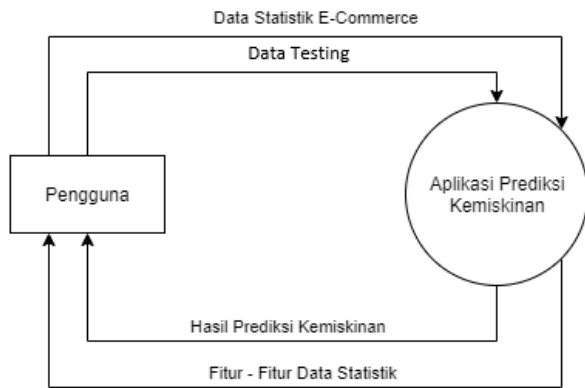 Data Statistik E-Commerce
Data Testing
Pengguna
Aplikasi Prediksi
Kemiskinan
Hasil Prediksi Kemiskinan
Fitur - Fitur Data Statistik